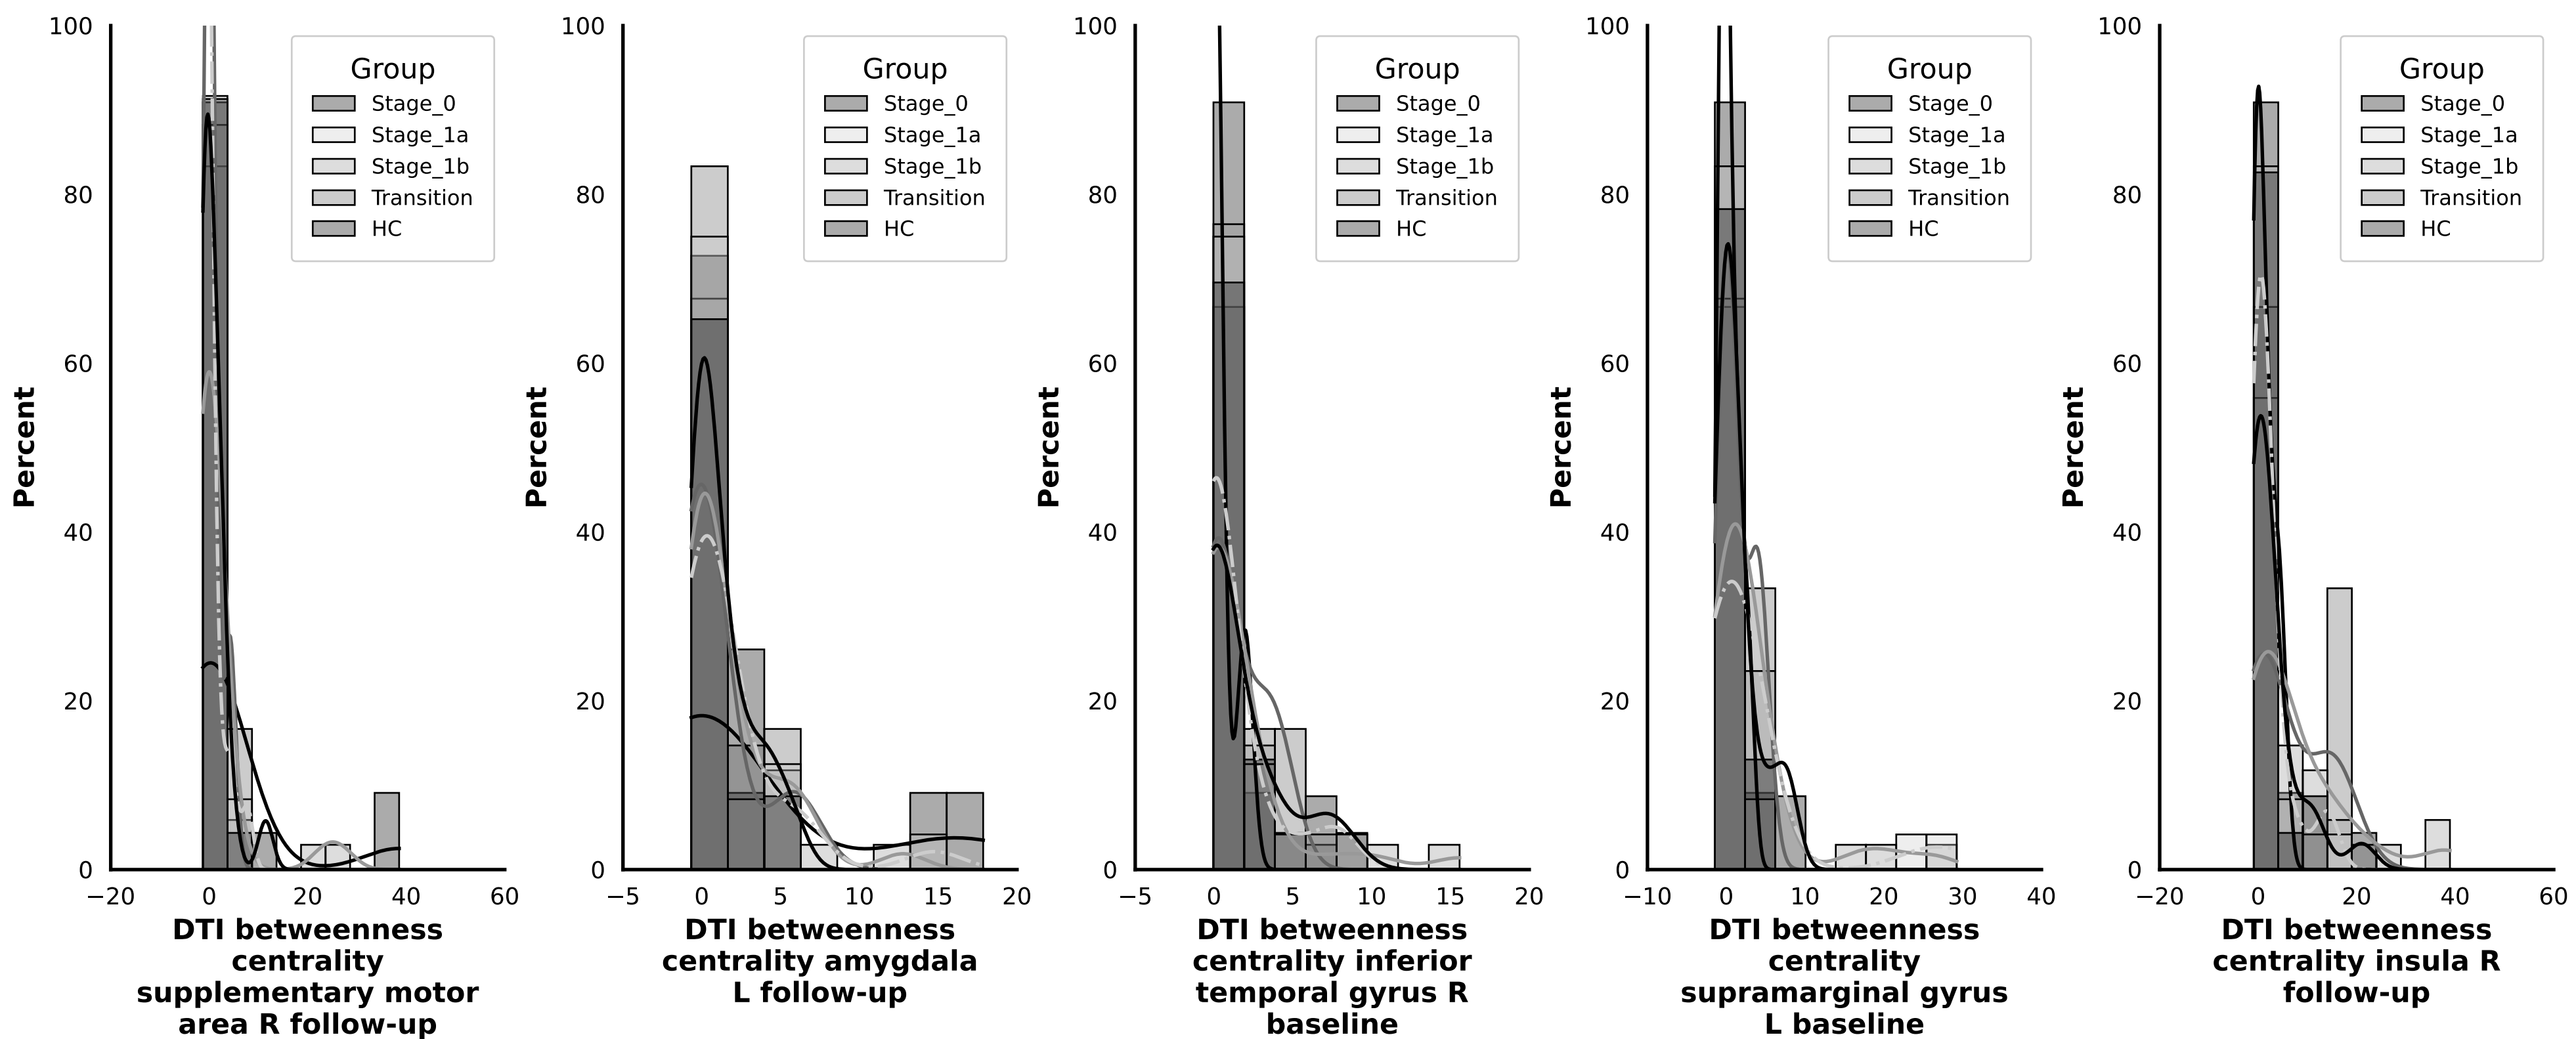 100
80
60
40
20
0
Percent
Group
Stage_0
Stage_1a
Stage_1b
Transition
HC
−20 0 20 40 60
DTI betweenness
centrality
supplementary motor
area R follow-up
100
80
60
40
20
0
Percent
Group
Stage_0
Stage_1a
Stage_1b
Transition
HC
−5 0 5 10 15 20
DTI betweenness
centrality amygdala
L follow-up
100
80
60
40
20
0
Percent
Group
Stage_0
Stage_1a
Stage_1b
Transition
HC
−5 0 5 10 15 20
DTI betweenness
centrality inferior
temporal gyrus R
baseline
100
80
60
40
20
0
Percent
Group
Stage_0
Stage_1a
Stage_1b
Transition
HC
−10 0 10 20 30 40
DTI betweenness
centrality
supramarginal gyrus
L baseline
100
80
60
40
20
0
Percent
Group
Stage_0
Stage_1a
Stage_1b
Transition
HC
−20 0 20 40 60
DTI betweenness
centrality insula R
follow-up